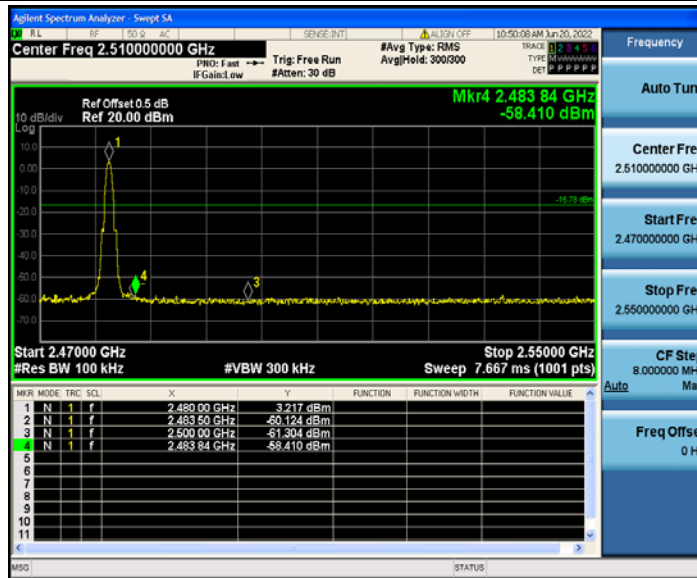 Agilent Spectrum Analyzer - Swept SA
RL RF 50 Ω AC SENSE:INT ALIGN OFF 10:50:08 AM Jun 20, 2022
Center Freq 2.510000000 GHz
#Avg Type: RMS
TRACE 1 2 3 4 5 6
PNO: Fast Trig: Free Run Avg|Hold: 300/300
TYPE M
IFGain:Low #Atten: 30 dB
DET P P P P P P
Ref Offset 0.5 dB
10 dB/div Ref 20.00 dBm
Mkr4 2.483 84 GHz
-58.410 dBm
Log
10.0
0.00
-10.0
-20.0
-30.0
-40.0
-50.0
-60.0
-70.0
1
-16.78 dBm
4
3
Start 2.47000 GHz Stop 2.55000 GHz
#Res BW 100 kHz #VBW 300 kHz Sweep 7.667 ms (1001 pts)
MKR MODE TRC SCL X Y FUNCTION FUNCTION WIDTH FUNCTION VALUE
1 N 1 f 2.480 00 GHz 3.217 dBm
2 N 1 f 2.483 50 GHz -60.124 dBm
3 N 1 f 2.500 00 GHz -61.304 dBm
4 N 1 f 2.483 84 GHz -58.410 dBm
5
6
7
8
9
10
11
MSG STATUS
Frequency
Auto Tun
Center Fre
2.510000000 GH
Start Fre
2.470000000 GH
Stop Fre
2.550000000 GH
CF Ste
8.000000 MH
Auto Ma
Freq Offse
0 H